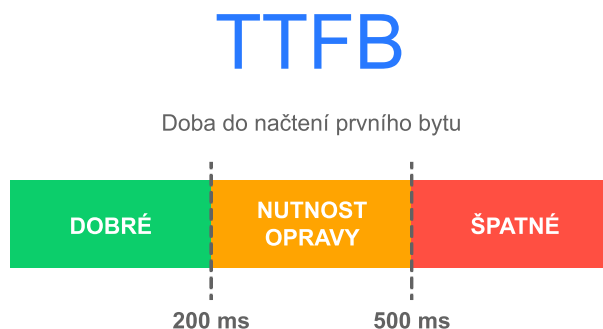 TTFB
Doba do načtení prvního bytu
DOBRÉ
NUTNOST
OPRAVY
ŠPATNÉ
200 ms
500 ms